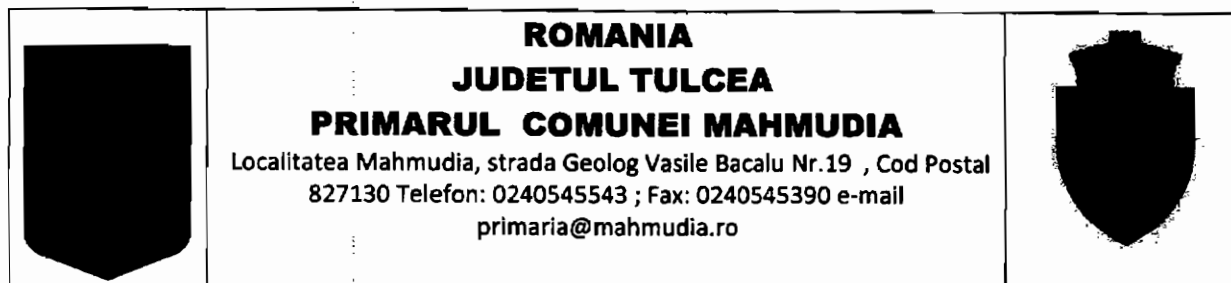 ROMANIA
JUDETUL TULCEA
PRIMARUL COMUNEI MAHMUDIA
Localitatea Mahmudia, strada Geolog Vasile Bacalu Nr.19 , Cod Postal
827130 Telefon: 0240545543 ; Fax: 0240545390 e-mail
primaria@mahmudia.ro